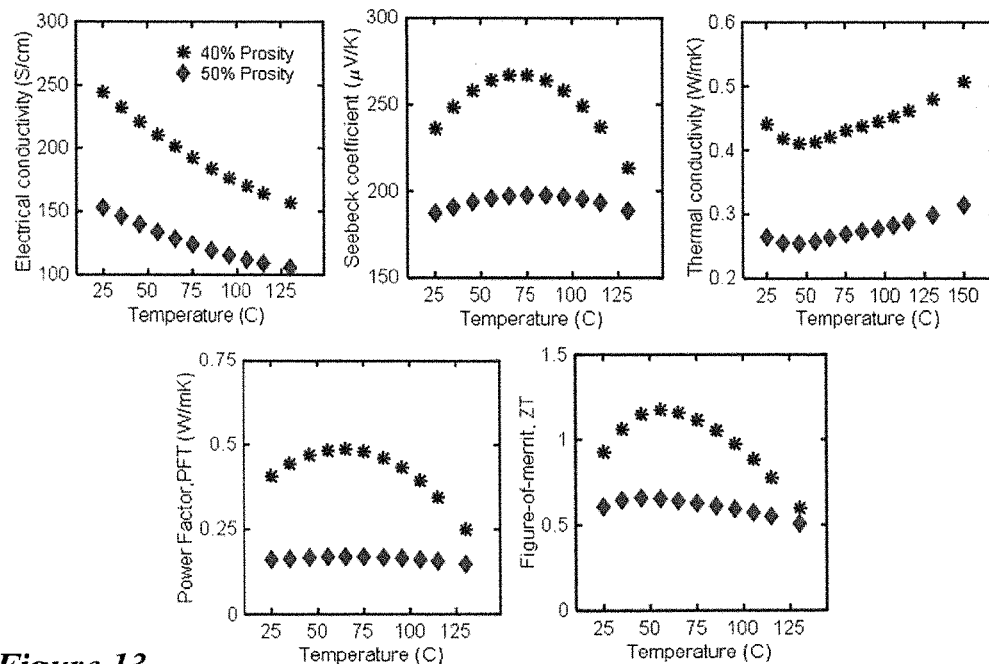 Electrical conductivity (S/cm)
300
250
200
150
100
40% Prosity
50% Prosity
25 50 75 100 125
Temperature (C)
Seebeck coefficient (μV/K)
300
250
200
150
25 50 75 100 125
Temperature (C)
Thermal conductivity (W/mK)
0.6
0.5
0.4
0.3
0.2
25 50 75 100 125 150
Temperature (C)
Power Factor,PFT (W/mK)
0.75
0.5
0.25
0
25 50 75 100 125
Temperature (C)
Figure-of-merrit, ZT
1.5
1
0.5
0
25 50 75 100 125
Temperature (C)
Figure 13